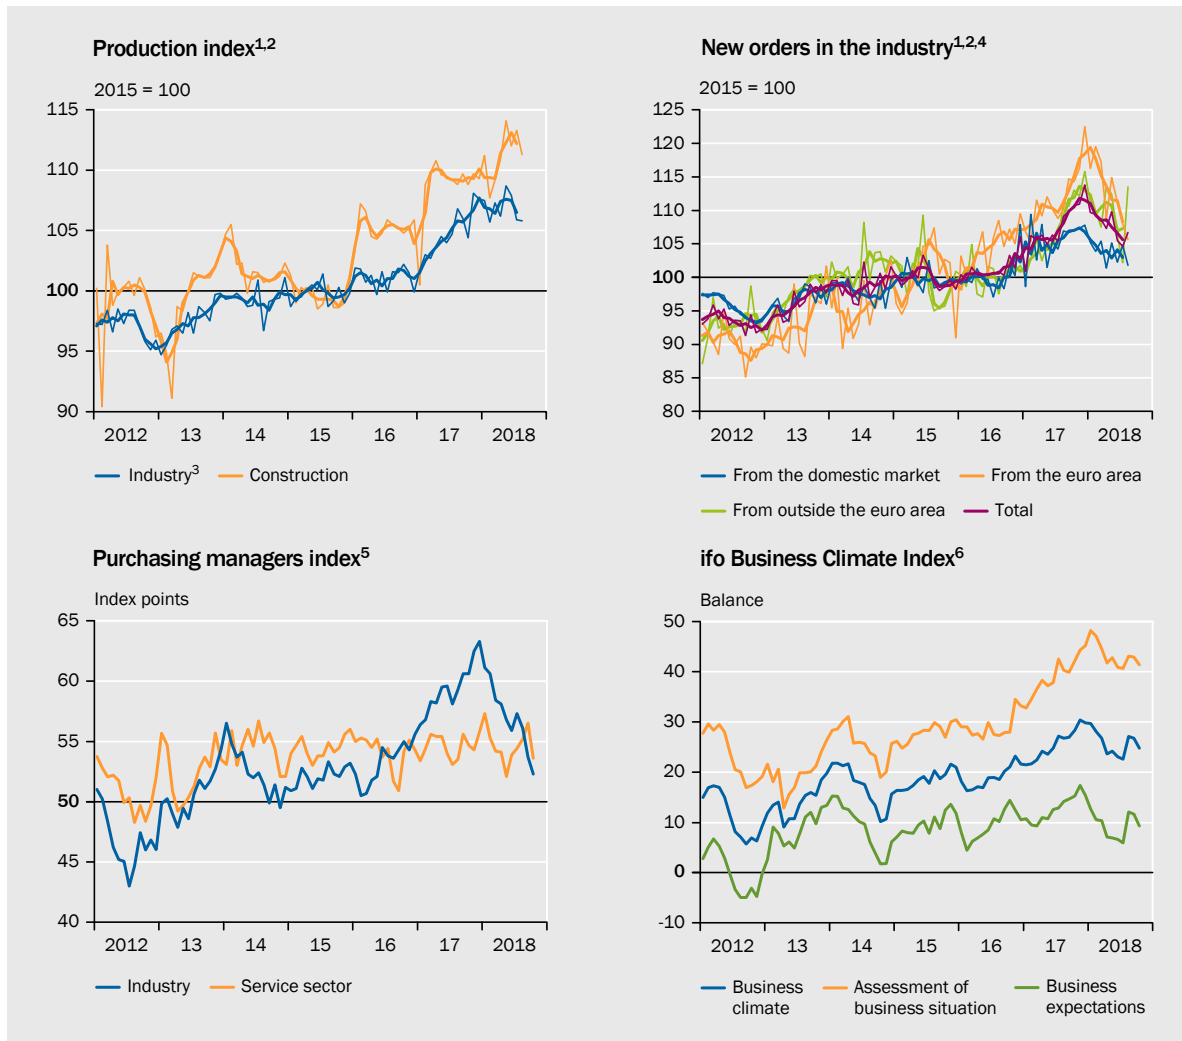 Production index1,2
2015 = 100
115
110
105
100
95
90
2012 13 14 15 16 17 2018
Industry3 Construction
New orders in the industry1,2,4
2015 = 100
125
120
115
110
105
100
95
90
85
80
2012 13 14 15 16 17 2018
From the domestic market From the euro area
From outside the euro area Total
Purchasing managers index5
Index points
65
60
55
50
45
40
2012 13 14 15 16 17 2018
Industry Service sector
ifo Business Climate Index6
Balance
50
40
30
20
10
0
-10
2012 13 14 15 16 17 2018
Business climate
Assessment of business situation
Business expectations